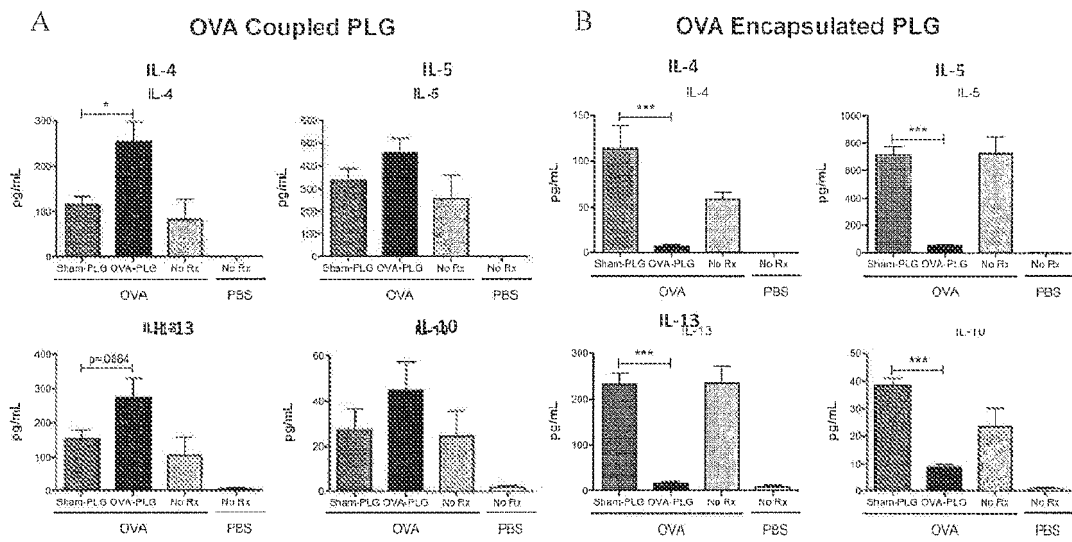 A
OVA Coupled PLG
IL-4
IL-4
*
300
200
100
0
pg/mL
Sham-PLG OVA-PLG No Rx No Rx
OVA PBS
IL-5
IL-5
pg/mL
Sham-PLG OVA-PLG No Rx No Rx
OVA PBS
IL-13
p=.0664
400
300
200
100
0
pg/mL
Sham-PLG OVA-PLG No Rx No Rx
OVA PBS
IL-10
60
40
20
0
pg/mL
Sham-PLG OVA-PLG No Rx No Rx
OVA PBS
B
OVA Encapsulated PLG
IL-4
IL-4
***
150
100
50
0
pg/mL
Sham-PLG OVA-PLG No Rx No Rx
OVA PBS
IL-5
IL-5
***
1000
800
600
400
200
0
pg/mL
Sham-PLG OVA-PLG No Rx No Rx
OVA PBS
IL-13
IL-13
***
300
200
100
0
pg/mL
Sham-PLG OVA-PLG No Rx No Rx
OVA PBS
IL-10
***
50
40
30
20
10
0
pg/mL
Sham-PLG OVA-PLG No Rx No Rx
OVA PBS